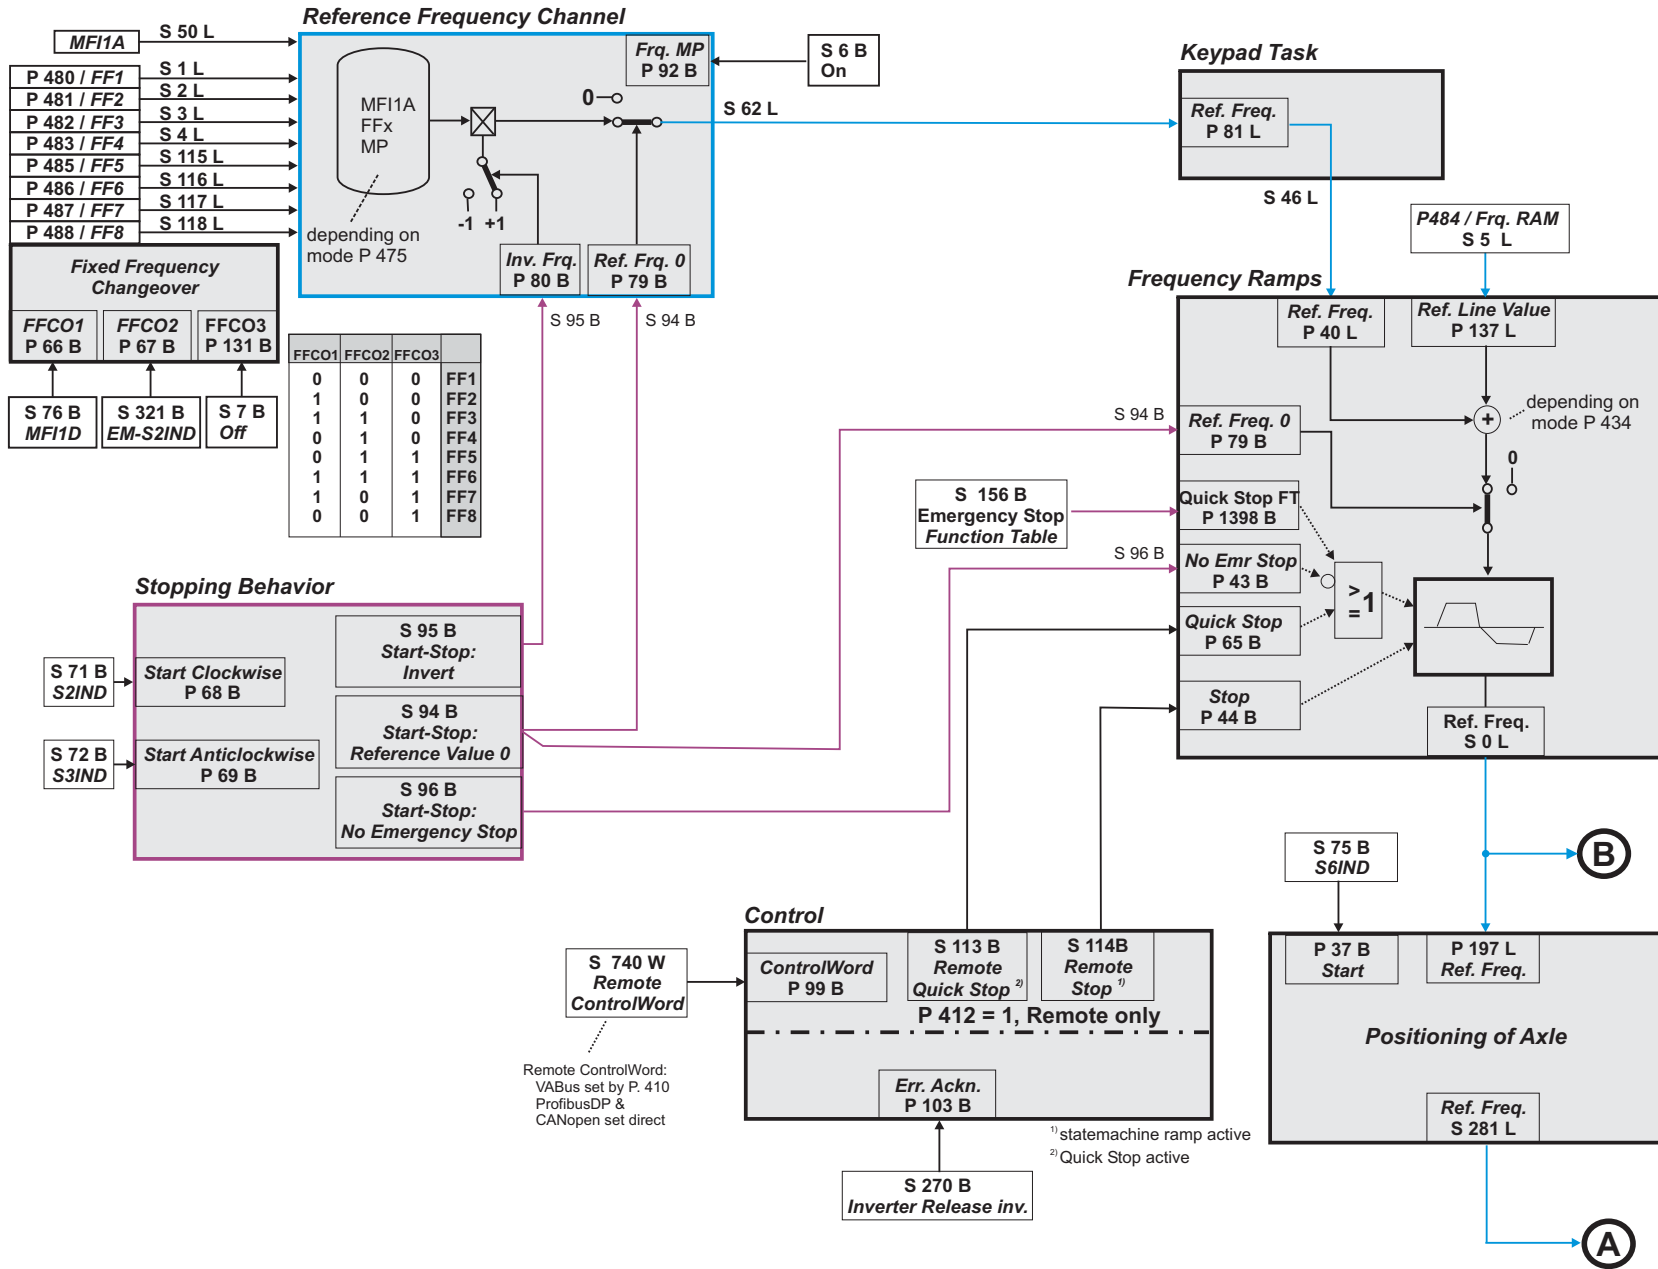 Reference Frequency Channel
MFI1A
S 50 L
P 480 / FF1
S 1 L
P 481 / FF2
S 2 L
P 482 / FF3
S 3 L
P 483 / FF4
S 4 L
P 485 / FF5
S 115 L
P 486 / FF6
S 116 L
P 487 / FF7
S 117 L
P 488 / FF8
S 118 L
MFI1A
FFx
MP
depending on
mode P 475
-1 +1
0
Frq. MP
P 92 B
S 6 B
On
S 62 L
Inv. Frq.
P 80 B
Ref. Frq. 0
P 79 B
S 95 B
S 94 B
Keypad Task
Ref. Freq.
P 81 L
S 46 L
P484 / Frq. RAM
S 5 L
Fixed Frequency
Changeover
FFCO1
P 66 B
FFCO2
P 67 B
FFCO3
P 131 B
S 76 B
MFI1D
S 321 B
EM-S2IND
S 7 B
Off
FFCO1 FFCO2 FFCO3
0 0 0 FF1
1 0 0 FF2
1 1 0 FF3
0 1 0 FF4
0 1 1 FF5
1 1 1 FF6
1 0 1 FF7
0 0 1 FF8
Frequency Ramps
Ref. Freq.
P 40 L
Ref. Line Value
P 137 L
+
depending on
mode P 434
0
S 94 B
Ref. Freq. 0
P 79 B
S 156 B
Emergency Stop
Function Table
Quick Stop FT
P 1398 B
S 96 B
No Emr Stop
P 43 B
Quick Stop
P 65 B
>
= 1
Stop
P 44 B
Ref. Freq.
S 0 L
Stopping Behavior
S 71 B
S2IND
Start Clockwise
P 68 B
S 72 B
S3IND
Start Anticlockwise
P 69 B
S 95 B
Start-Stop:
Invert
S 94 B
Start-Stop:
Reference Value 0
S 96 B
Start-Stop:
No Emergency Stop
B
S 75 B
S6IND
P 37 B
Start
P 197 L
Ref. Freq.
Positioning of Axle
Ref. Freq.
S 281 L
A
Control
S 740 W
Remote
ControlWord
ControlWord
P 99 B
S 113 B
Remote
Quick Stop 2)
S 114B
Remote
Stop 1)
P 412 = 1, Remote only
Remote ControlWord:
VABus set by P. 410
ProfibusDP &
CANopen set direct
Err. Ackn.
P 103 B
1) statemachine ramp active
2) Quick Stop active
S 270 B
Inverter Release inv.